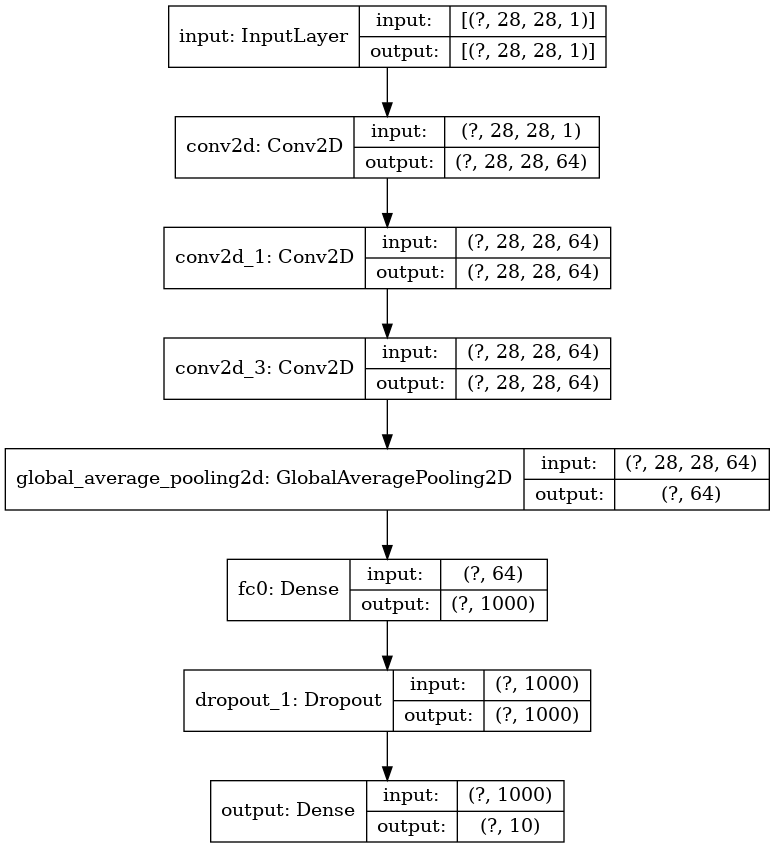 input: InputLayer
input:
[(?, 28, 28, 1)]
output:
[(?, 28, 28, 1)]
conv2d: Conv2D
input:
(?, 28, 28, 1)
output:
(?, 28, 28, 64)
conv2d_1: Conv2D
input:
(?, 28, 28, 64)
output:
(?, 28, 28, 64)
conv2d_3: Conv2D
input:
(?, 28, 28, 64)
output:
(?, 28, 28, 64)
global_average_pooling2d: GlobalAveragePooling2D
input:
(?, 28, 28, 64)
output:
(?, 64)
fc0: Dense
input:
(?, 64)
output:
(?, 1000)
dropout_1: Dropout
input:
(?, 1000)
output:
(?, 1000)
output: Dense
input:
(?, 1000)
output:
(?, 10)